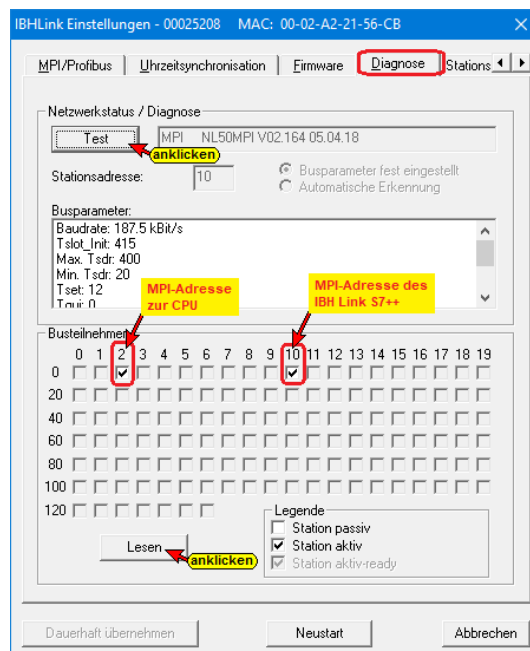 IBHLink Einstellungen - 00025208 MAC: 00-02-A2-21-56-CB
MPI/Profibus Uhrzeitsynchronisation Firmware Diagnose Stations
Netzwerkstatus / Diagnose
Test MPI NL50MPI V02.164 05.04.18
anklicken
Stationsadresse: 10 Busparameter fest eingestellt
Automatische Erkennung
Busparameter:
Baudrate: 187.5 kBit/s
Tslot_Init: 415
Max. Tsdr: 400
Min. Tsdr: 20
Tset: 12
Tqui: 0
MPI-Adresse
zur CPU
MPI-Adresse des
IBH Link S7++
Busteilnehmer
0 1 2 3 4 5 6 7 8 9 10 11 12 13 14 15 16 17 18 19
0
20
40
60
80
100
120
Legende
Station passiv
Station aktiv
Station aktiv-ready
Lesen
anklicken
Dauerhaft übernehmen Neustart Abbrechen